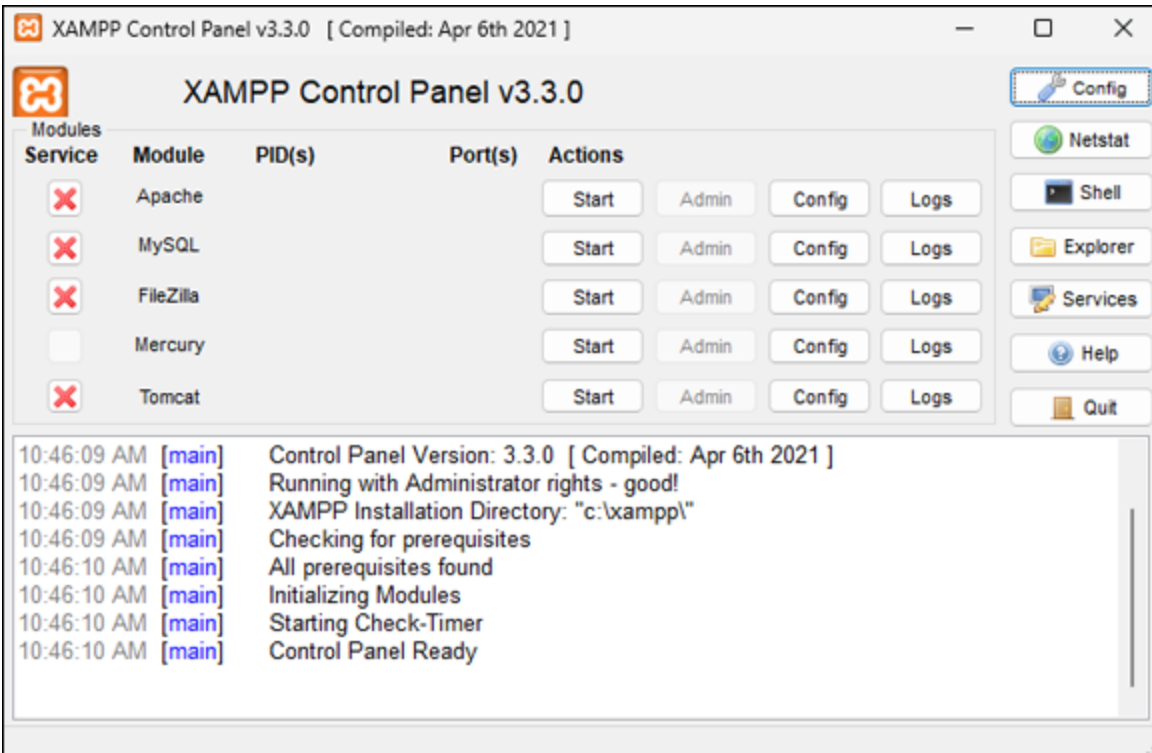 XAMPP Control Panel v3.3.0 [ Compiled: Apr 6th 2021 ]
XAMPP Control Panel v3.3.0
Config
Modules
Service Module PID(s) Port(s) Actions
Netstat
Apache Start Admin Config Logs
Shell
MySQL Start Admin Config Logs
Explorer
FileZilla Start Admin Config Logs
Services
Mercury Start Admin Config Logs
Help
Tomcat Start Admin Config Logs
Quit
10:46:09 AM [main] Control Panel Version: 3.3.0 [ Compiled: Apr 6th 2021 ]
10:46:09 AM [main] Running with Administrator rights - good!
10:46:09 AM [main] XAMPP Installation Directory: "c:\xampp\"
10:46:09 AM [main] Checking for prerequisites
10:46:10 AM [main] All prerequisites found
10:46:10 AM [main] Initializing Modules
10:46:10 AM [main] Starting Check-Timer
10:46:10 AM [main] Control Panel Ready